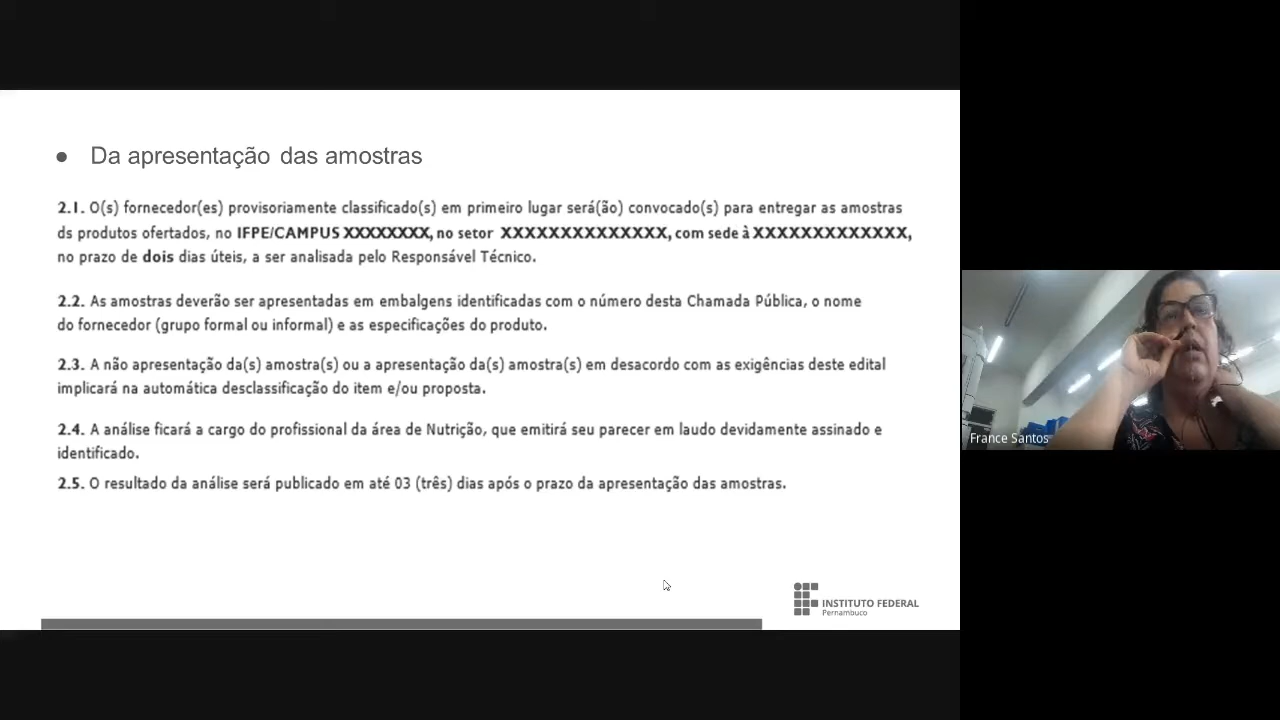 ● Da apresentação das amostras
2.1. O(s) fornecedor(es) provisoriamente classificado(s) em primeiro lugar será(ão) convocado(s) para entregar as amostras
ds produtos ofertados, no IFPE/CAMPUS XXXXXXXX, no setor XXXXXXXXXXXXXX, com sede à XXXXXXXXXXXXX,
no prazo de dois dias úteis, a ser analisada pelo Responsável Técnico.
2.2. As amostras deverão ser apresentadas em embalgens identificadas com o número desta Chamada Pública, o nome
do fornecedor (grupo formal ou informal) e as especificações do produto.
2.3. A não apresentação da(s) amostra(s) ou a apresentação da(s) amostra(s) em desacordo com as exigências deste edital
implicará na automática desclassificação do item e/ou proposta.
2.4. A análise ficará a cargo do profissional da área de Nutrição, que emitirá seu parecer em laudo devidamente assinado e
identificado.
2.5. O resultado da análise será publicado em até 03 (três) dias após o prazo da apresentação das amostras.
INSTITUTO FEDERAL
Pernambuco
France Santos